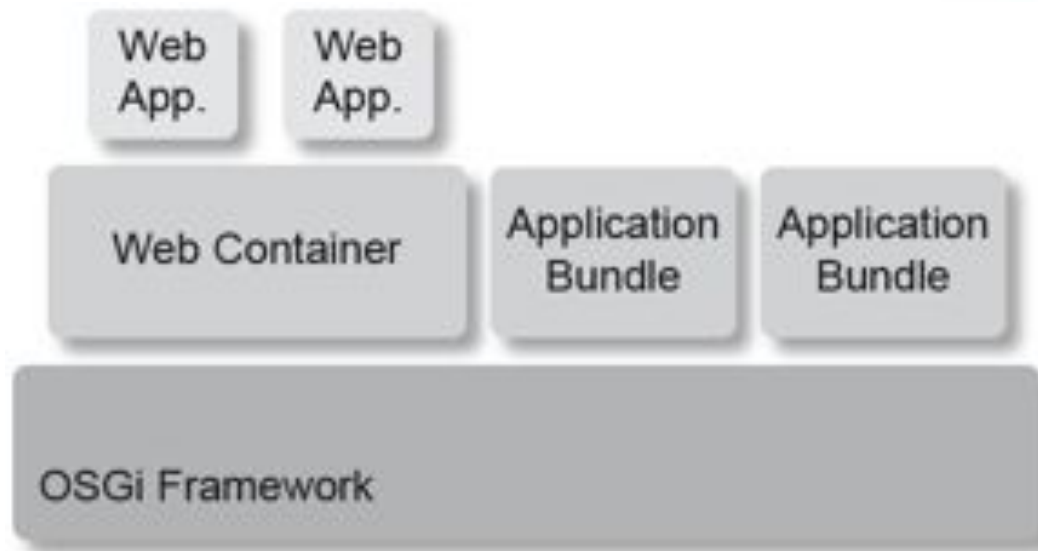 Web
App.
Web
App.
Web Container
Application
Bundle
Application
Bundle
OSGi Framework